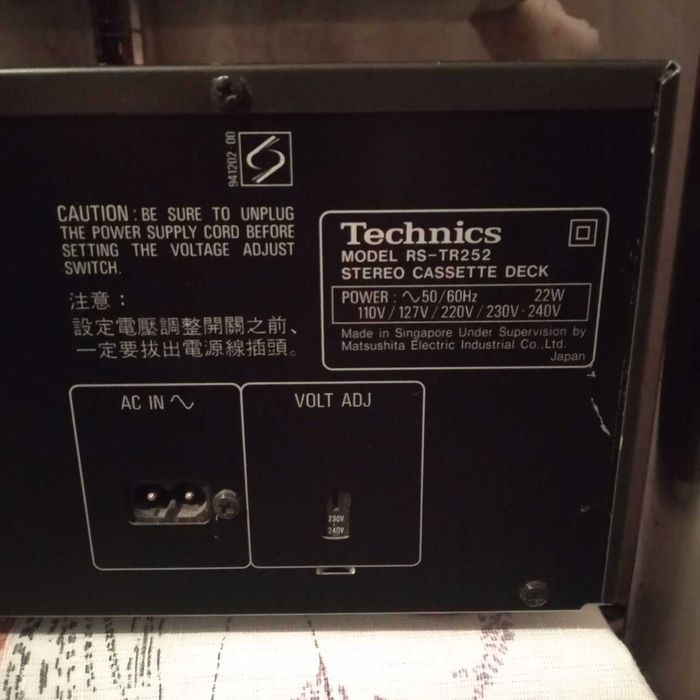 941202 00
CAUTION : BE SURE TO UNPLUG
THE POWER SUPPLY CORD BEFORE
SETTING THE VOLTAGE ADJUST
SWITCH.
注意：
設定電壓調整開關之前、
一定要拔出電源線插頭。
Technics
MODEL RS-TR252
STEREO CASSETTE DECK
POWER : ∿50/60Hz 22W
110V/127V/220V/230V-240V
Made in Singapore Under Supervision by
Matsushita Electric Industrial Co.,Ltd.
Japan
AC IN ∿
VOLT ADJ
230V
240V